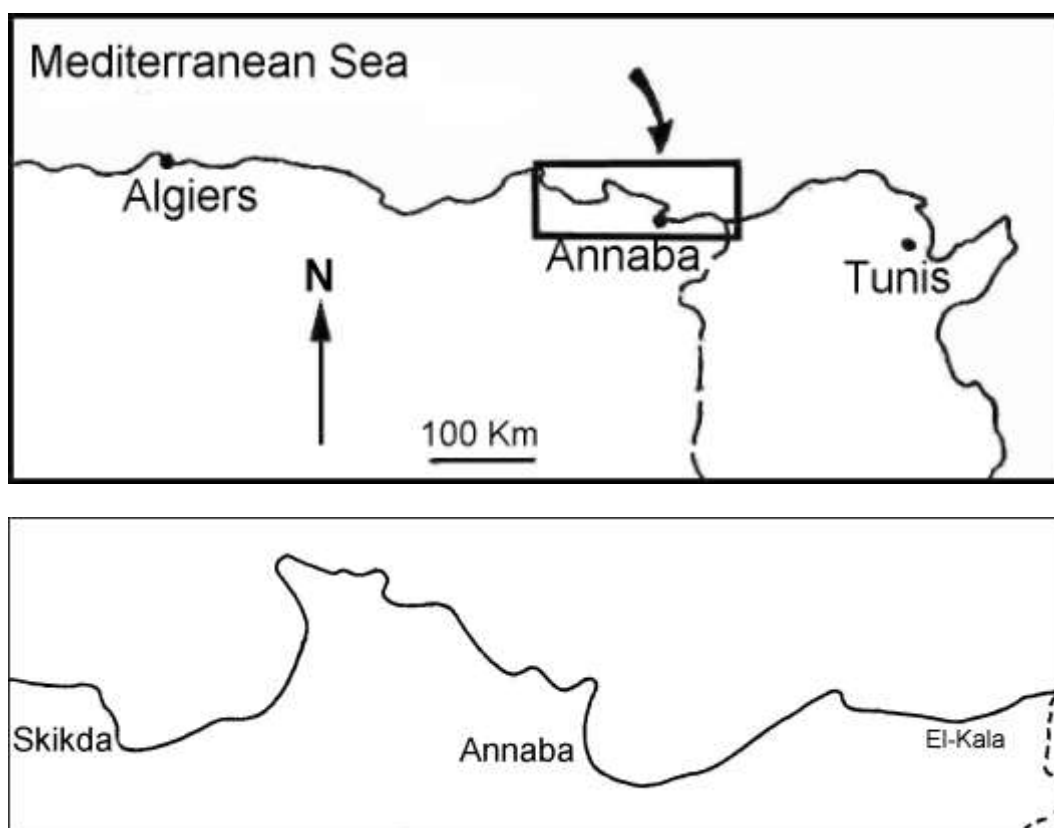 Mediterranean Sea
Algiers
Annaba
Tunis
N
100 Km
Skikda
Annaba
El-Kala